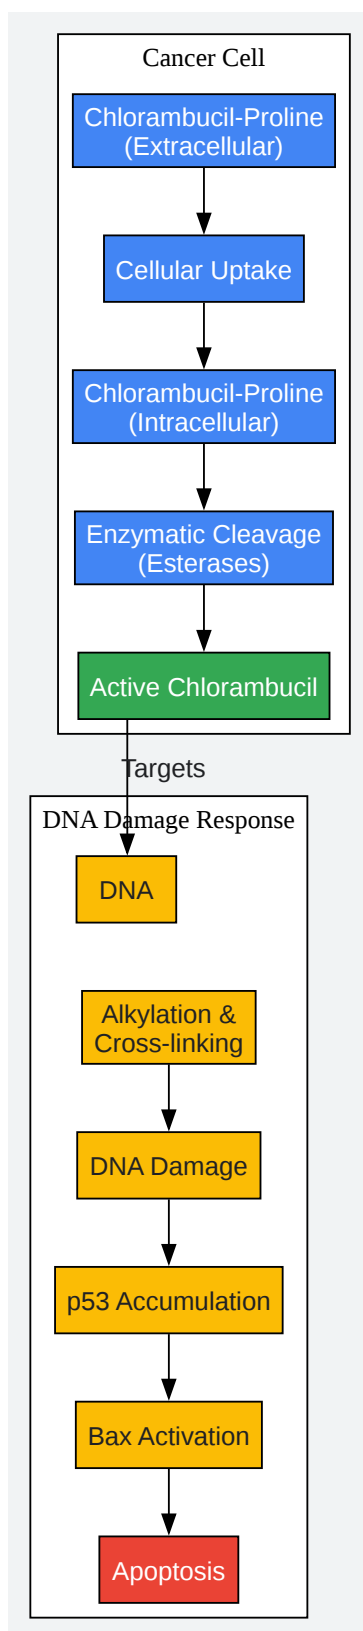 Cancer Cell
Chlorambucil-Proline
(Extracellular)
Cellular Uptake
Chlorambucil-Proline
(Intracellular)
Enzymatic Cleavage
(Esterases)
Active Chlorambucil
Targets
DNA Damage Response
DNA
Alkylation &
Cross-linking
DNA Damage
p53 Accumulation
Bax Activation
Apoptosis